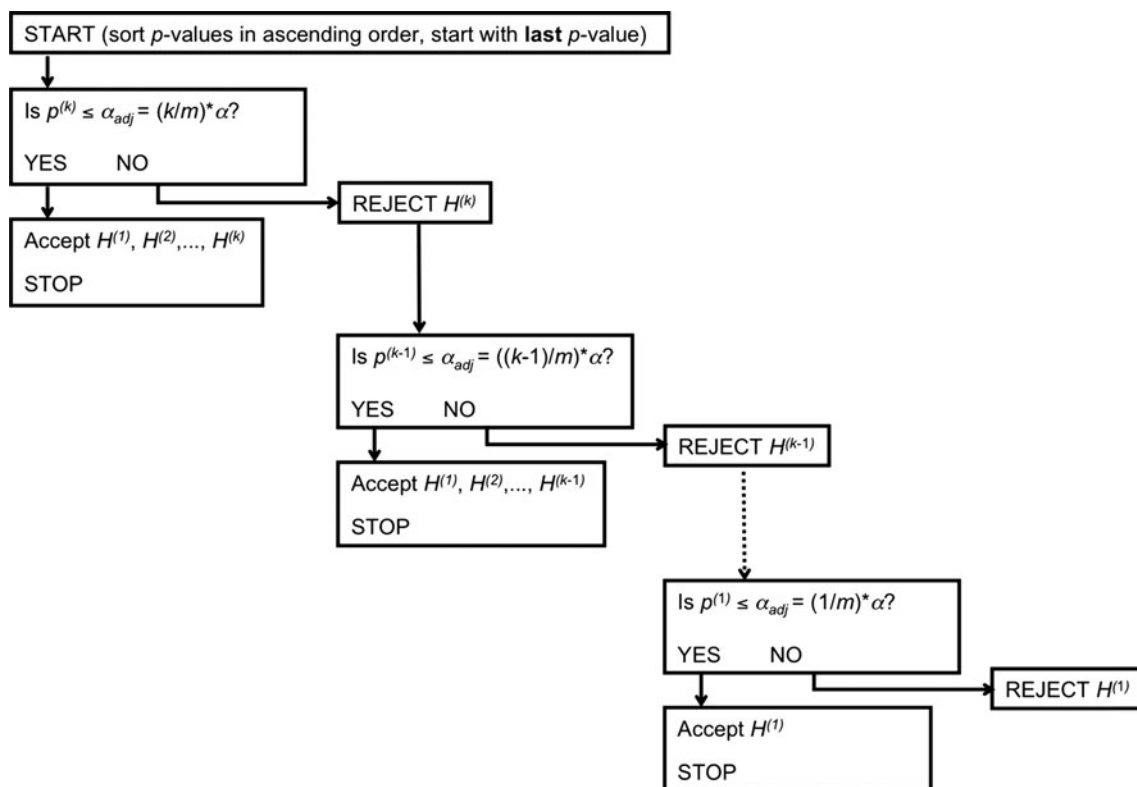 START (sort p-values in ascending order, start with last p-value)
Is p(k) ≤ αadj = (k/m)*α?
YES NO
REJECT H(k)
Accept H(1), H(2),..., H(k)
STOP
Is p(k-1) ≤ αadj = ((k-1)/m)*α?
YES NO
REJECT H(k-1)
Accept H(1), H(2),..., H(k-1)
STOP
Is p(1) ≤ αadj = (1/m)*α?
YES NO
REJECT H(1)
Accept H(1)
STOP